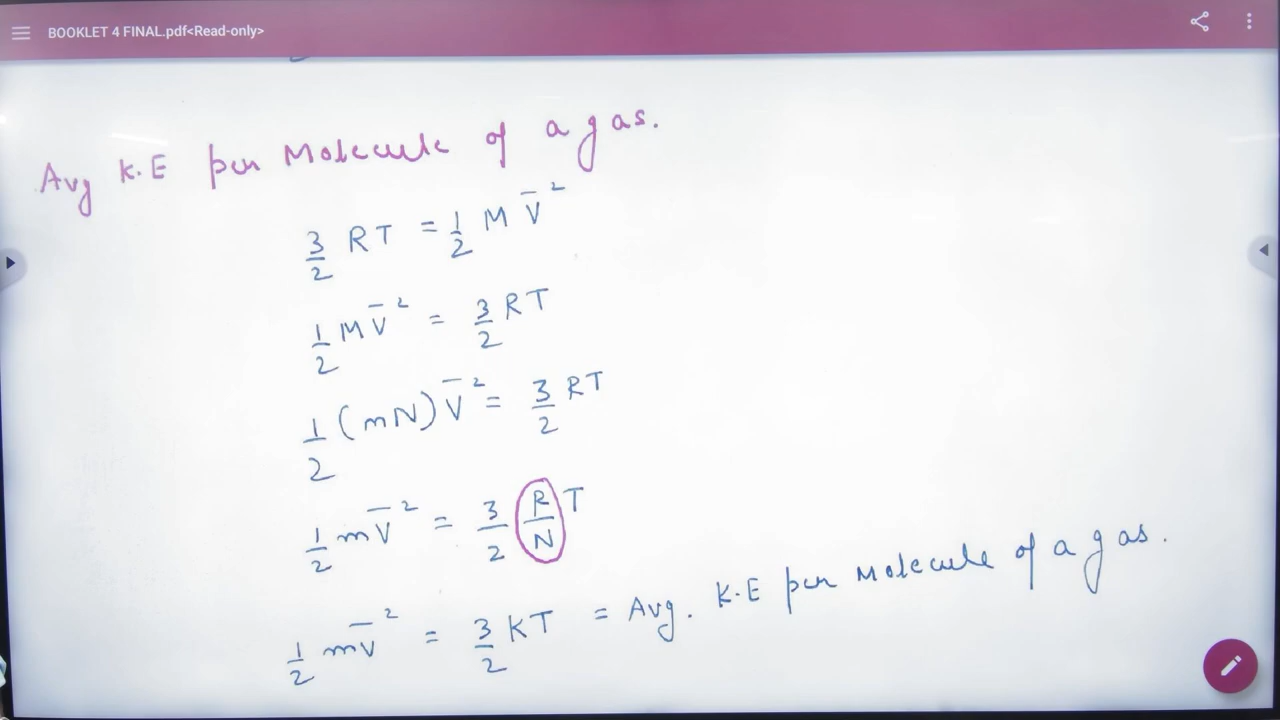 BOOKLET 4 FINAL.pdf<Read-only>
Avg K.E per Molecule of a gas.
3/2 RT = 1/2 M V̅²
1/2 M V̅² = 3/2 RT
1/2 (mN) V̅² = 3/2 RT
1/2 m V̅² = 3/2 R/N T
1/2 m v̅² = 3/2 KT = Avg. K.E per Molecule of a gas.